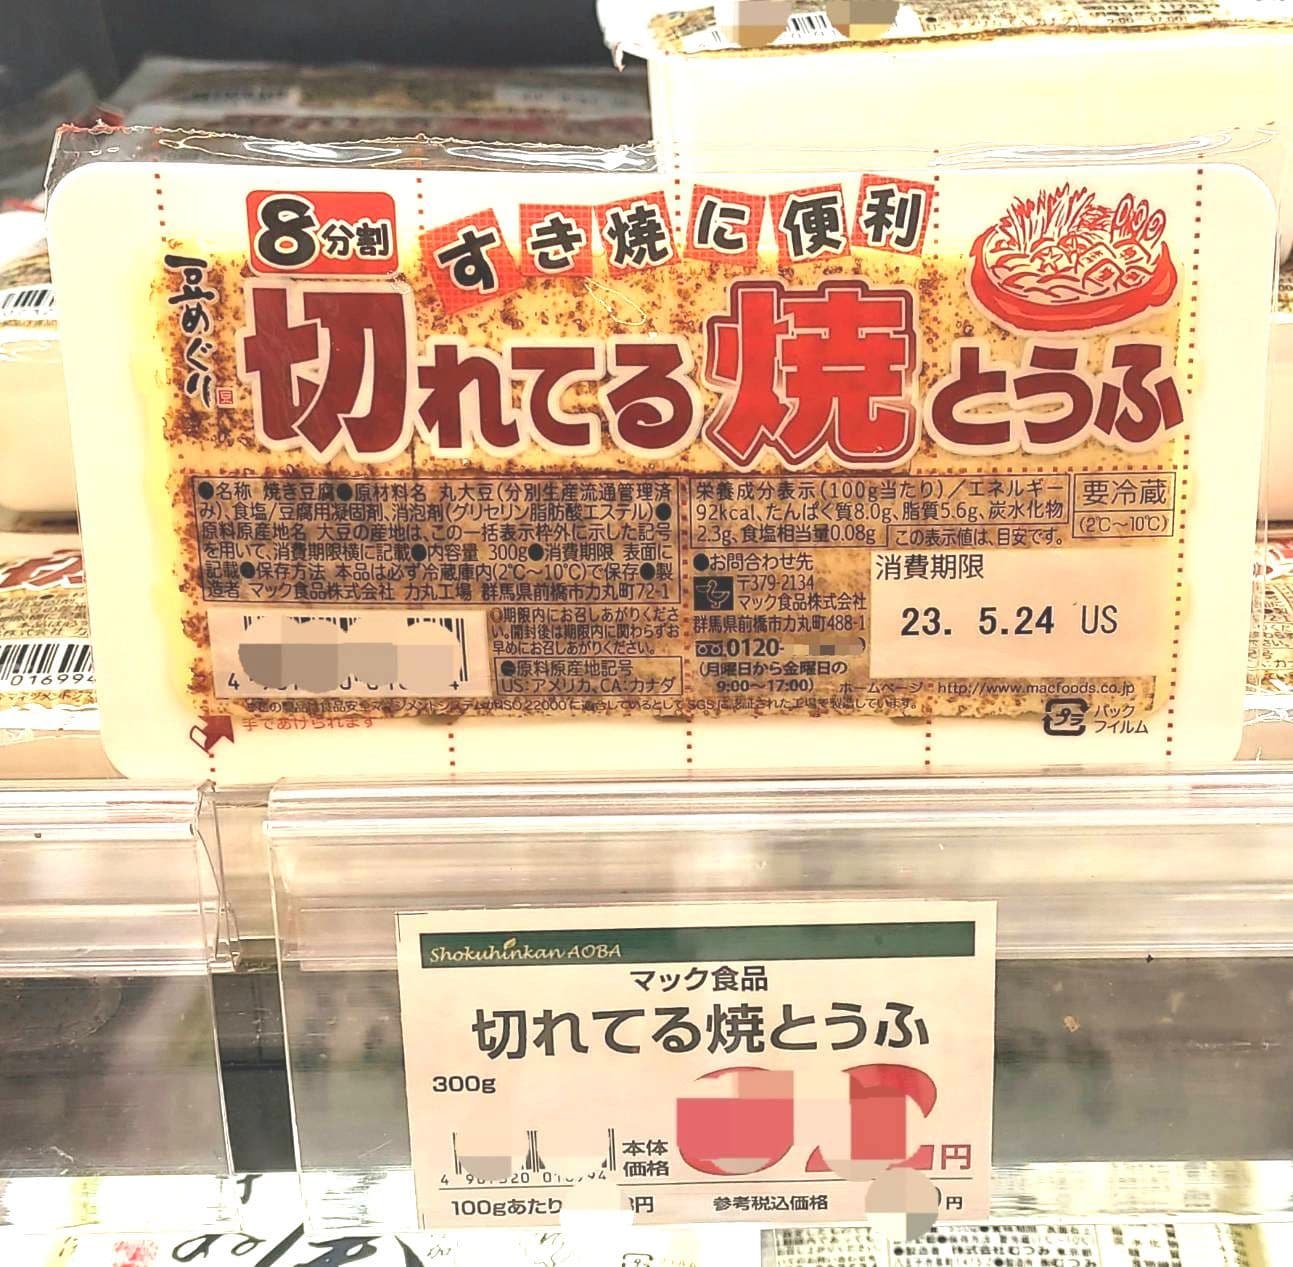 8分割
すき焼に便利
豆めぐり
切れてる焼とうふ
●名称 焼き豆腐●原材料名 丸大豆(分別生産流通管理済
み)、食塩/豆腐用凝固剤、消泡剤(グリセリン脂肪酸エステル)●
原料原産地名 大豆の産地は、この一括表示枠外に示した記号
を用いて、消費期限横に記載●内容量 300g●消費期限 表面に
記載●保存方法 本品は必ず冷蔵庫内(2℃〜10℃)で保存●製
造者 マック食品株式会社 力丸工場 群馬県前橋市力丸町72-1
栄養成分表示(100g当たり)/エネルギー
92kcal、たんぱく質8.0g、脂質5.6g、炭水化物
2.3g、食塩相当量0.08g
この表示値は、目安です。
要冷蔵
(2℃〜10℃)
◎期限内にお召しあがりくださ
い。開封後は期限内に関わらずお
早めにお召しあがりください。
●原料原産地記号
US:アメリカ、CA:カナダ
●お問合わせ先
〒379-2134
マック食品株式会社
群馬県前橋市力丸町488-1
0120-
(月曜日から金曜日の
9:00〜17:00)
消費期限
23. 5.24 US
ホームページ http://www.macfoods.co.jp
手であけられます
プラ
パック
フイルム
Shokuhinkan AOBA
マック食品
切れてる焼とうふ
300g
本体
価格
円
100gあたり
円
参考税込価格
円